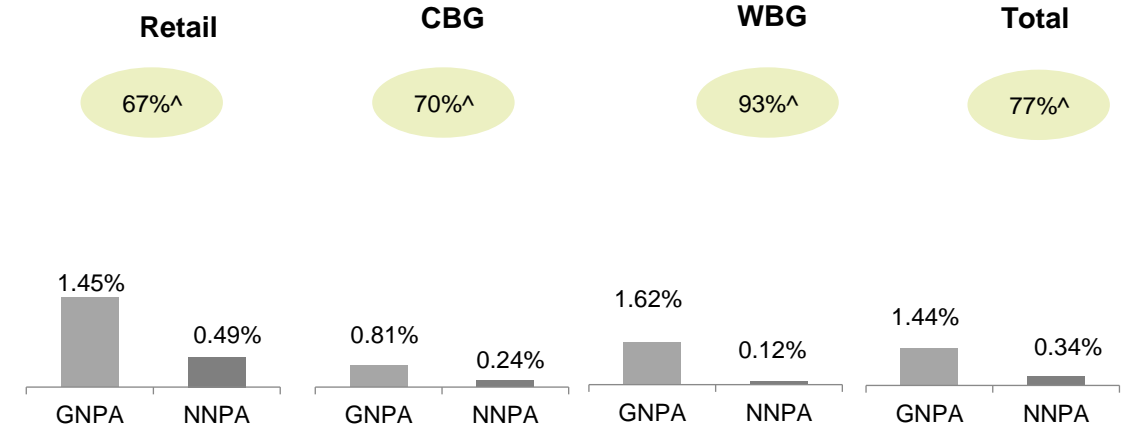 Retail
CBG
WBG
Total
67%^
70%^
93%^
77%^
1.45%
0.49%
0.81%
0.24%
1.62%
0.12%
1.44%
0.34%
GNPA NNPA
GNPA NNPA
GNPA NNPA
GNPA NNPA